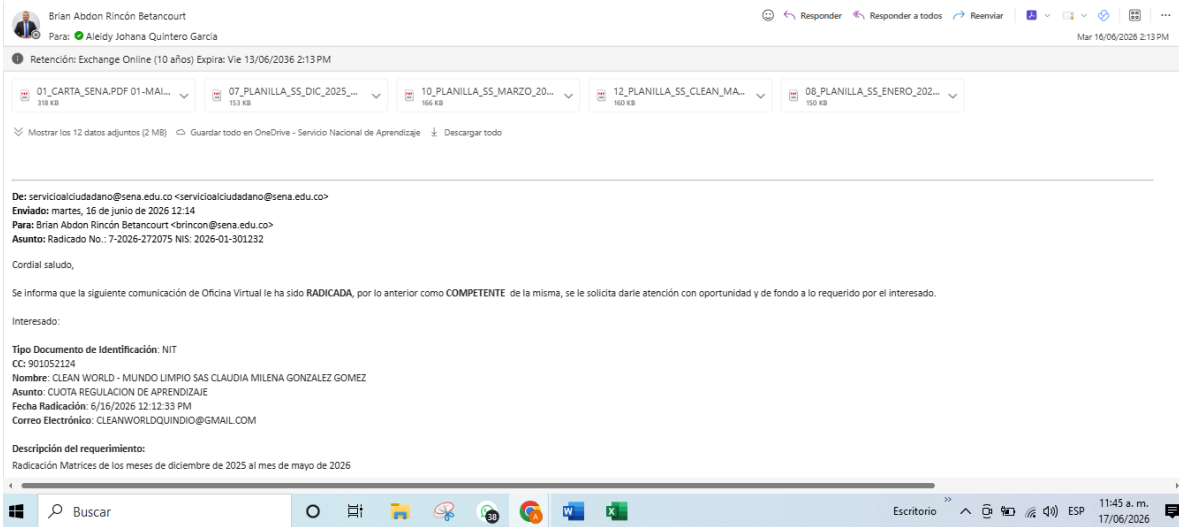 Brian Abdon Rincón Betancourt
Responder Responder a todos Reenviar
Para: Aleidy Johana Quintero Garcia
Mar 16/06/2026 2:13 PM
Retención: Exchange Online (10 años) Expira: Vie 13/06/2036 2:13 PM
01_CARTA_SENA.PDF 01-MAI... 07_PLANILLA_SS_DIC_2025_... 10_PLANILLA_SS_MARZO_20... 12_PLANILLA_SS_CLEAN_MA... 08_PLANILLA_SS_ENERO_202...
318 KB 153 KB 166 KB 160 KB 150 KB
Mostrar los 12 datos adjuntos (2 MB) Guardar todo en OneDrive - Servicio Nacional de Aprendizaje Descargar todo
De: servicioalciudadano@sena.edu.co <servicioalciudadano@sena.edu.co>
Enviado: martes, 16 de junio de 2026 12:14
Para: Brian Abdon Rincón Betancourt <brincon@sena.edu.co>
Asunto: Radicado No.: 7-2026-272075 NIS: 2026-01-301232
Cordial saludo,
Se informa que la siguiente comunicación de Oficina Virtual le ha sido RADICADA, por lo anterior como COMPETENTE de la misma, se le solicita darle atención con oportunidad y de fondo a lo requerido por el interesado.
Interesado:
Tipo Documento de Identificación: NIT
CC: 901052124
Nombre: CLEAN WORLD - MUNDO LIMPIO SAS CLAUDIA MILENA GONZALEZ GOMEZ
Asunto: CUOTA REGULACION DE APRENDIZAJE
Fecha Radicación: 6/16/2026 12:12:33 PM
Correo Electrónico: CLEANWORLDQUINDIO@GMAIL.COM
Descripción del requerimiento:
Radicación Matrices de los meses de diciembre de 2025 al mes de mayo de 2026
Buscar
38
Escritorio
ESP
11:45 a. m.
17/06/2026